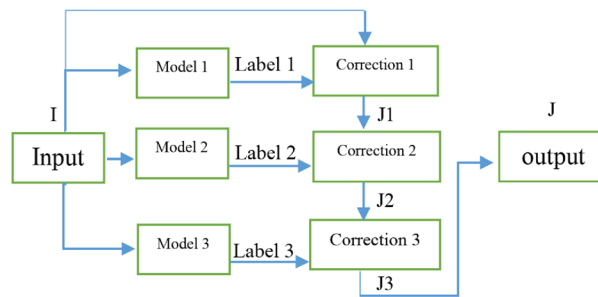 Model 1
Label 1
Correction 1
I
J1
J
Input
Model 2
Label 2
Correction 2
output
J2
Model 3
Label 3
Correction 3
J3